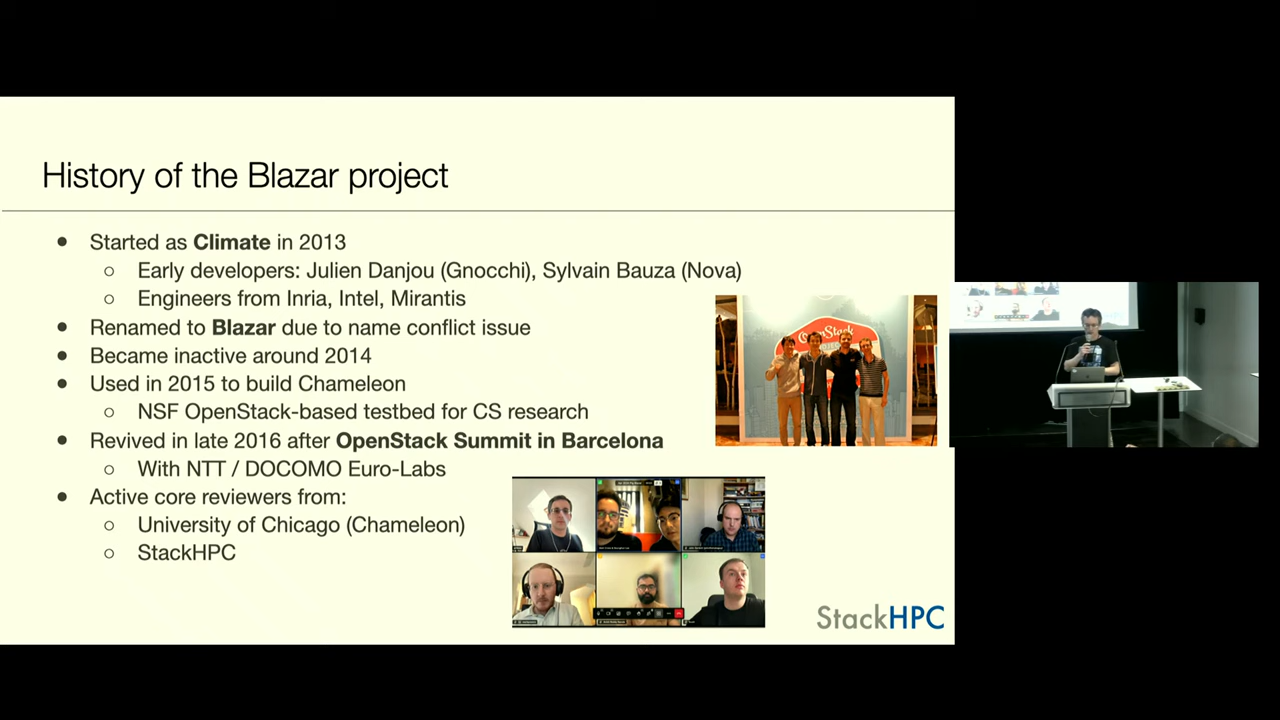 History of the Blazar project
● Started as Climate in 2013
○ Early developers: Julien Danjou (Gnocchi), Sylvain Bauza (Nova)
○ Engineers from Inria, Intel, Mirantis
● Renamed to Blazar due to name conflict issue
● Became inactive around 2014
● Used in 2015 to build Chameleon
○ NSF OpenStack-based testbed for CS research
● Revived in late 2016 after OpenStack Summit in Barcelona
○ With NTT / DOCOMO Euro-Labs
● Active core reviewers from:
○ University of Chicago (Chameleon)
○ StackHPC
OpenStack
StackHPC